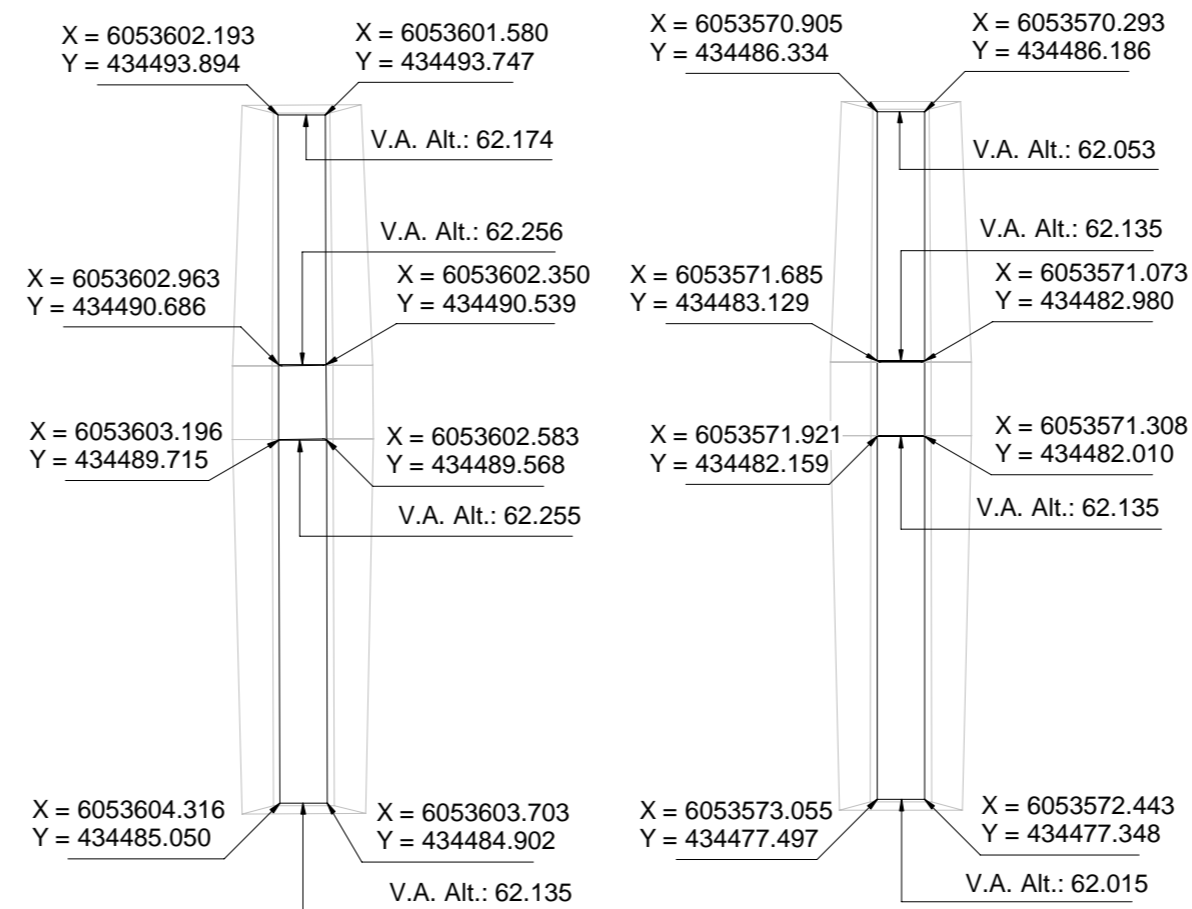 X = 6053602.193
Y = 434493.894
X = 6053601.580
Y = 434493.747
V.A. Alt.: 62.174
V.A. Alt.: 62.256
X = 6053602.963
Y = 434490.686
X = 6053602.350
Y = 434490.539
X = 6053603.196
Y = 434489.715
X = 6053602.583
Y = 434489.568
V.A. Alt.: 62.255
X = 6053604.316
Y = 434485.050
X = 6053603.703
Y = 434484.902
V.A. Alt.: 62.135
X = 6053570.905
Y = 434486.334
X = 6053570.293
Y = 434486.186
V.A. Alt.: 62.053
V.A. Alt.: 62.135
X = 6053571.685
Y = 434483.129
X = 6053571.073
Y = 434482.980
X = 6053571.921
Y = 434482.159
X = 6053571.308
Y = 434482.010
V.A. Alt.: 62.135
X = 6053573.055
Y = 434477.497
X = 6053572.443
Y = 434477.348
V.A. Alt.: 62.015